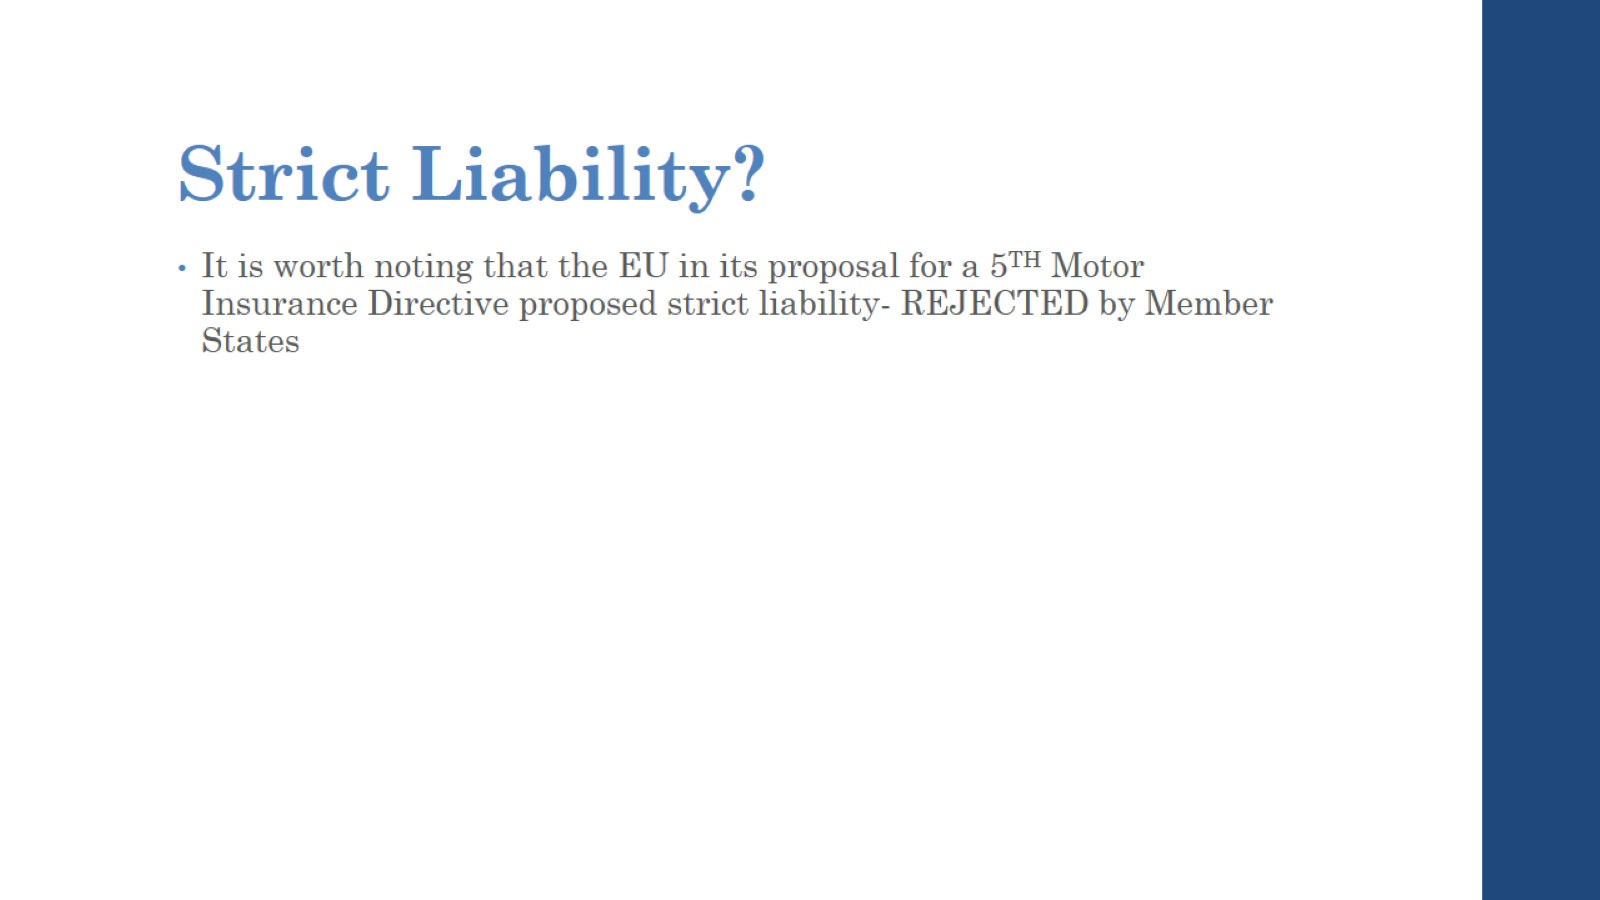 Strict Liability?
• It is worth noting that the EU in its proposal for a 5TH Motor
Insurance Directive proposed strict liability- REJECTED by Member
States